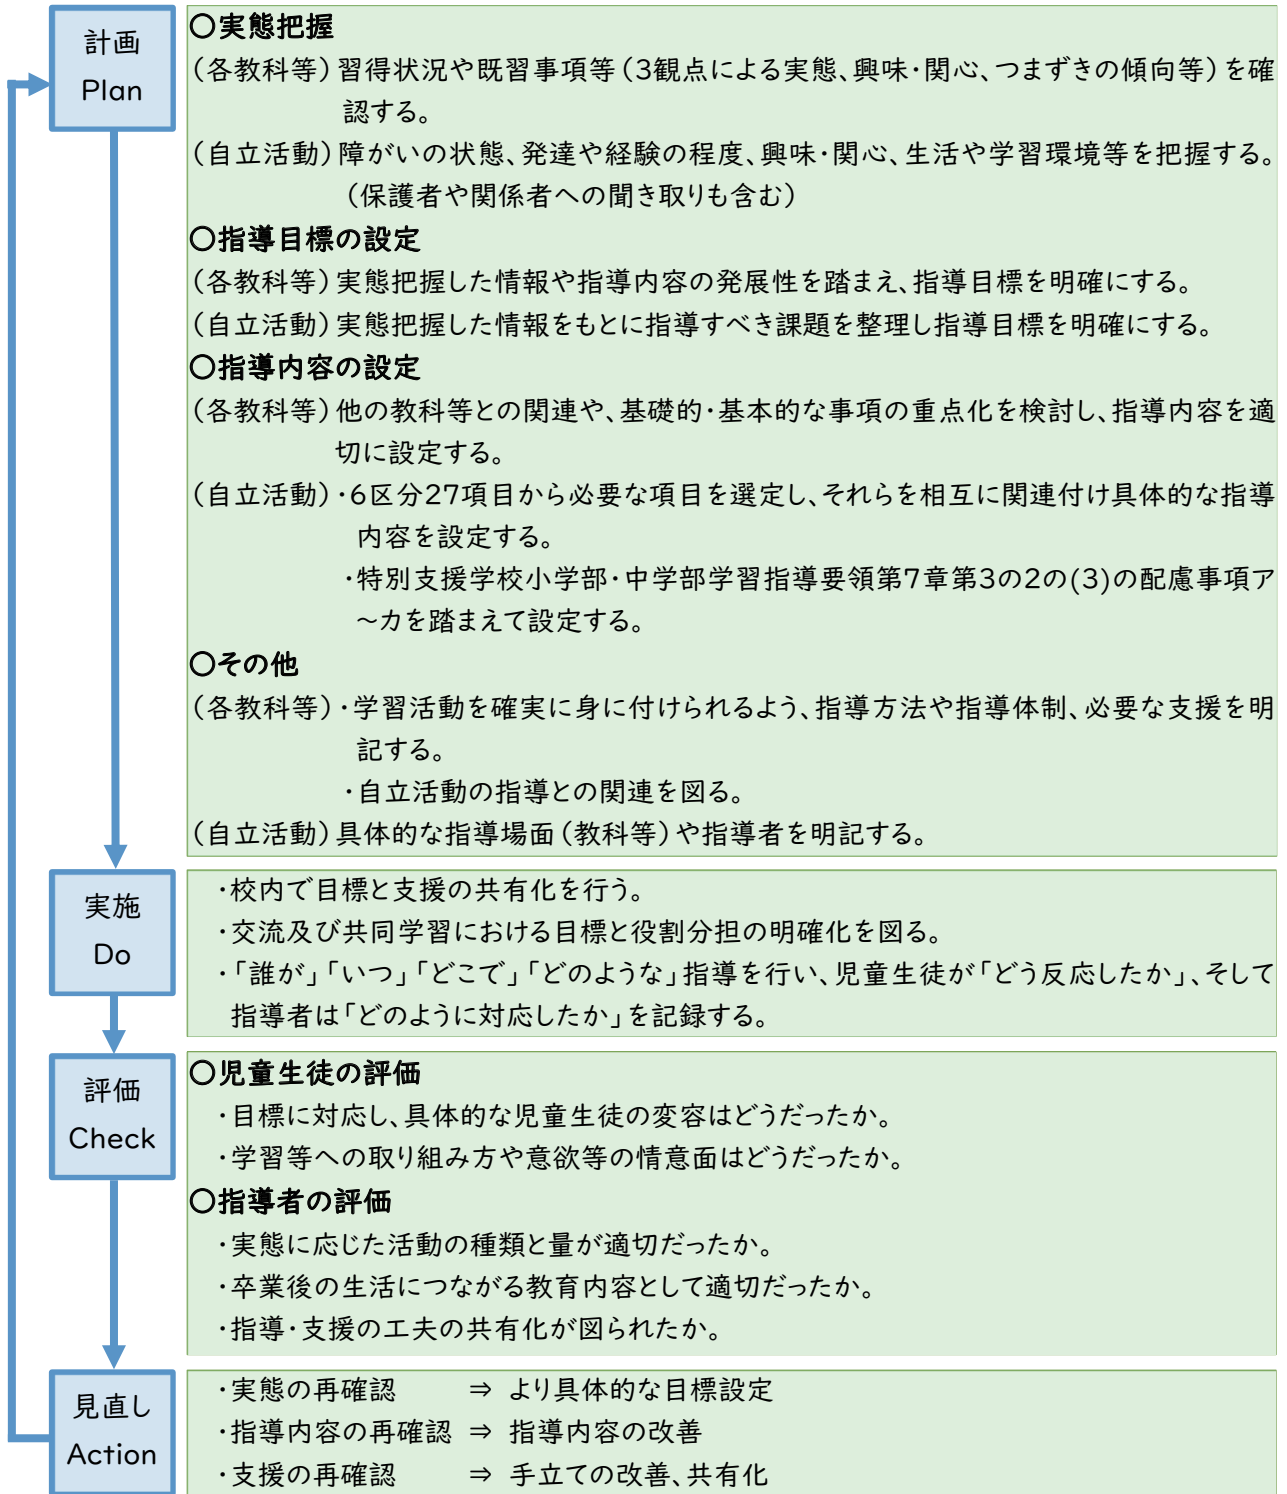 計画
Plan
○実態把握
(各教科等)習得状況や既習事項等(3観点による実態、興味・関心、つまずきの傾向等)を確
認する。
(自立活動)障がいの状態、発達や経験の程度、興味・関心、生活や学習環境等を把握する。
(保護者や関係者への聞き取りも含む)
○指導目標の設定
(各教科等)実態把握した情報や指導内容の発展性を踏まえ、指導目標を明確にする。
(自立活動)実態把握した情報をもとに指導すべき課題を整理し指導目標を明確にする。
○指導内容の設定
(各教科等)他の教科等との関連や、基礎的・基本的な事項の重点化を検討し、指導内容を適
切に設定する。
(自立活動)・6区分27項目から必要な項目を選定し、それらを相互に関連付け具体的な指導
内容を設定する。
・特別支援学校小学部・中学部学習指導要領第7章第3の2の(3)の配慮事項ア
~カを踏まえて設定する。
○その他
(各教科等)・学習活動を確実に身に付けられるよう、指導方法や指導体制、必要な支援を明
記する。
・自立活動の指導との関連を図る。
(自立活動)具体的な指導場面(教科等)や指導者を明記する。
実施
Do
・校内で目標と支援の共有化を行う。
・交流及び共同学習における目標と役割分担の明確化を図る。
・「誰が」「いつ」「どこで」「どのような」指導を行い、児童生徒が「どう反応したか」、そして
指導者は「どのように対応したか」を記録する。
評価
Check
○児童生徒の評価
・目標に対応し、具体的な児童生徒の変容はどうだったか。
・学習等への取り組み方や意欲等の情意面はどうだったか。
○指導者の評価
・実態に応じた活動の種類と量が適切だったか。
・卒業後の生活につながる教育内容として適切だったか。
・指導・支援の工夫の共有化が図られたか。
見直し
Action
・実態の再確認 ⇒ より具体的な目標設定
・指導内容の再確認 ⇒ 指導内容の改善
・支援の再確認 ⇒ 手立ての改善、共有化